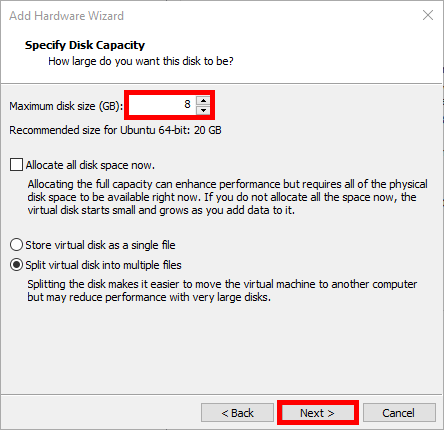 Add Hardware Wizard
Specify Disk Capacity
How large do you want this disk to be?
Maximum disk size (GB): 8
Recommended size for Ubuntu 64-bit: 20 GB
Allocate all disk space now.
Allocating the full capacity can enhance performance but requires all of the physical
disk space to be available right now. If you do not allocate all the space now, the
virtual disk starts small and grows as you add data to it.
Store virtual disk as a single file
Split virtual disk into multiple files
Splitting the disk makes it easier to move the virtual machine to another computer
but may reduce performance with very large disks.
< Back Next > Cancel